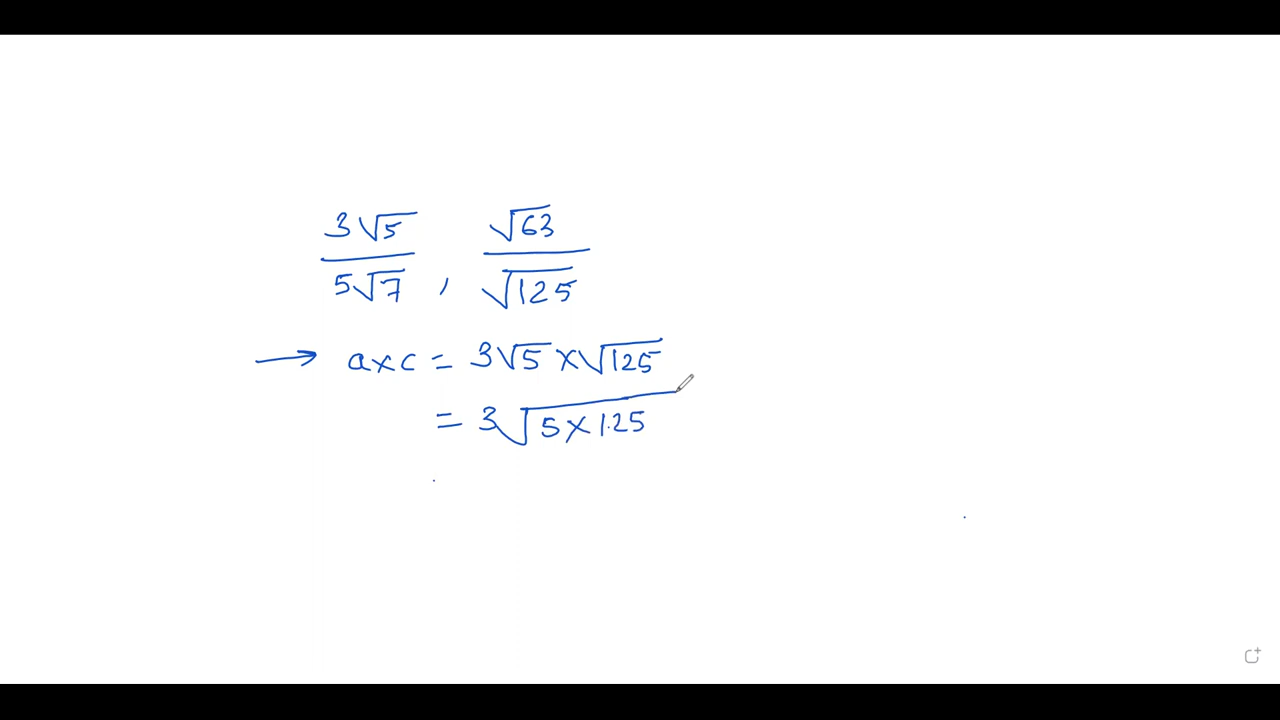 3√5/5√7 , √63/√125
→ a×c = 3√5 × √125
= 3√5×125